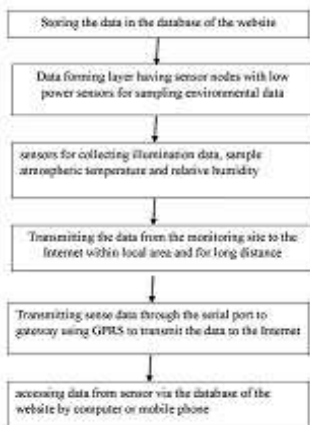 Storing the data in the database of the website
Data forming layer having sensor nodes with low
power sensors for sampling environmental data
sensors for collecting illumination data, sample
atmospheric temperature and relative humidity
Transmitting the data from the monitoring site to the
Internet within local area and for long distance
Transmitting sense data through the serial port to
gateway using GPRS to transmit the data to the Internet
accessing data from sensor via the database of the
website by computer or mobile phone